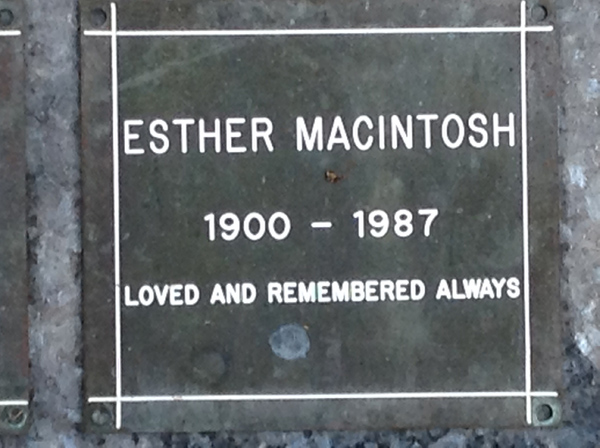 ESTHER MACINTOSH
1900 - 1987
LOVED AND REMEMBERED ALWAYS